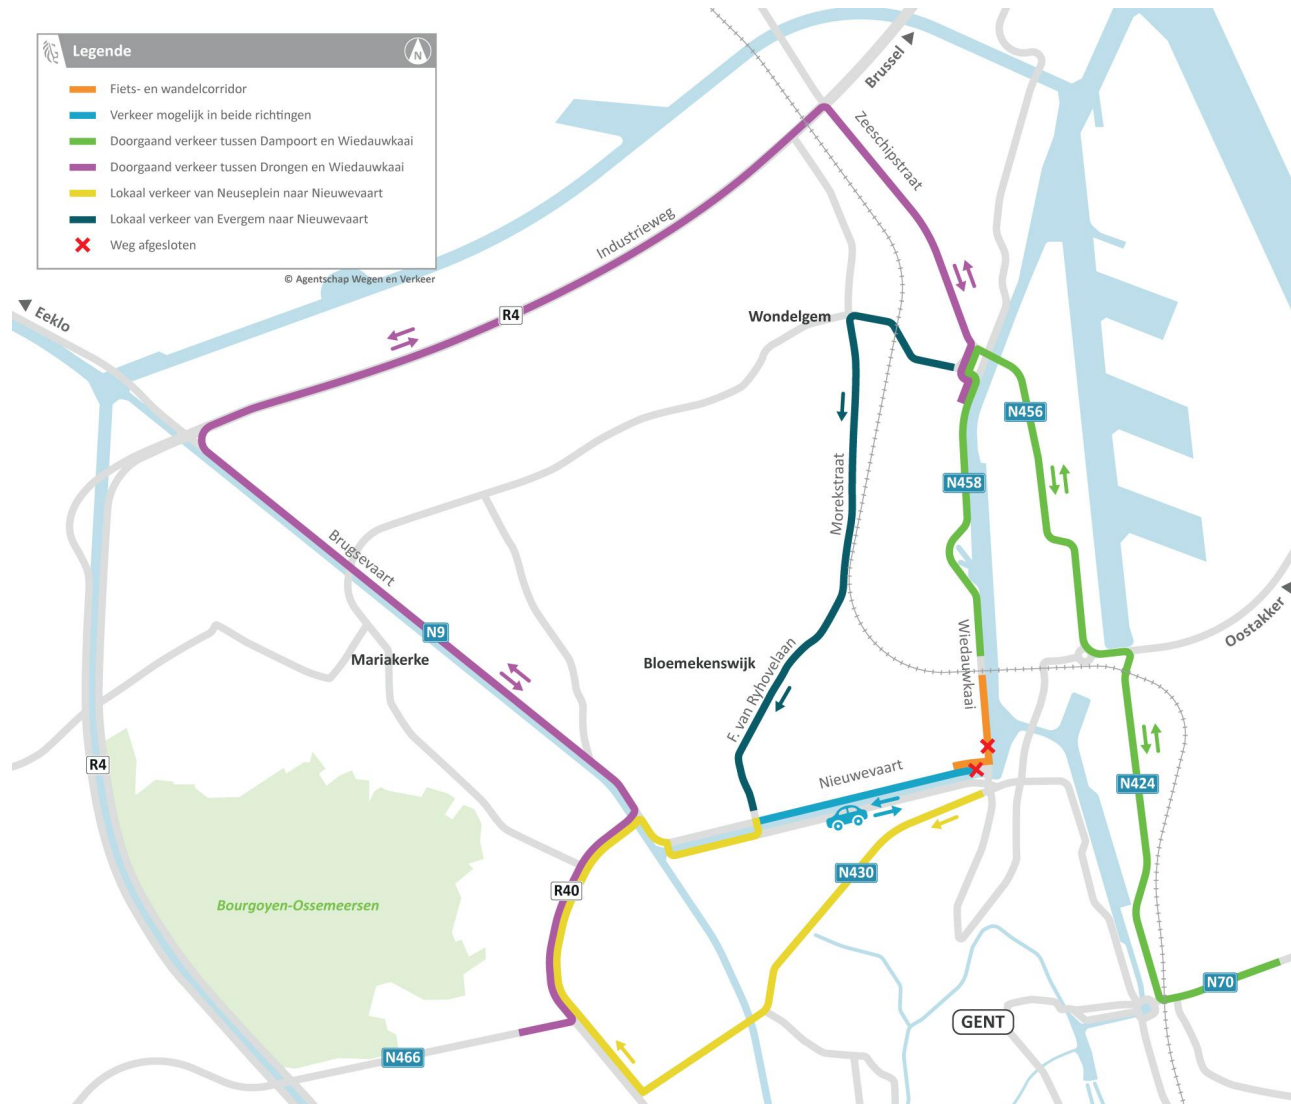 Legende
N
Fiets- en wandelcorridor
Verkeer mogelijk in beide richtingen
Doorgaand verkeer tussen Dampoort en Wiedauwkaai
Doorgaand verkeer tussen Drongen en Wiedauwkaai
Lokaal verkeer van Neuseplein naar Nieuwevaart
Lokaal verkeer van Evergem naar Nieuwevaart
Weg afgesloten
© Agentschap Wegen en Verkeer
Brussel
Zeeschipstraat
Industrieweg
Eeklo
R4
Wondelgem
N456
Morekstraat
N458
Brugsevaart
Oostakker
N9
Wiedauwkaai
Mariakerke
Bloemekenswijk
F. van Ryhovelaan
R4
Nieuwevaart
N424
N430
R40
Bourgoyen-Ossemeersen
N70
GENT
N466